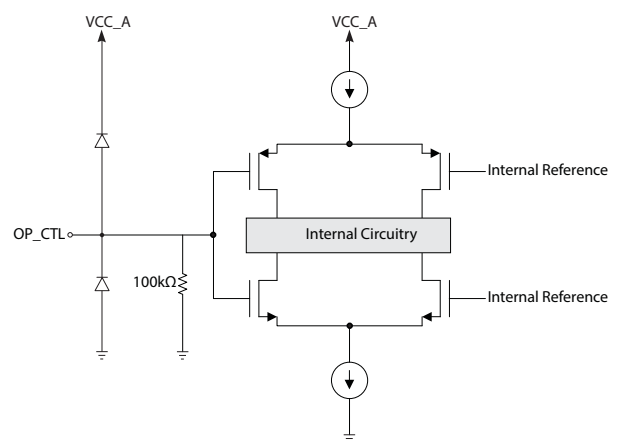 VCC_A
VCC_A
Internal Reference
OP_CTL
Internal Circuitry
100kΩ
Internal Reference